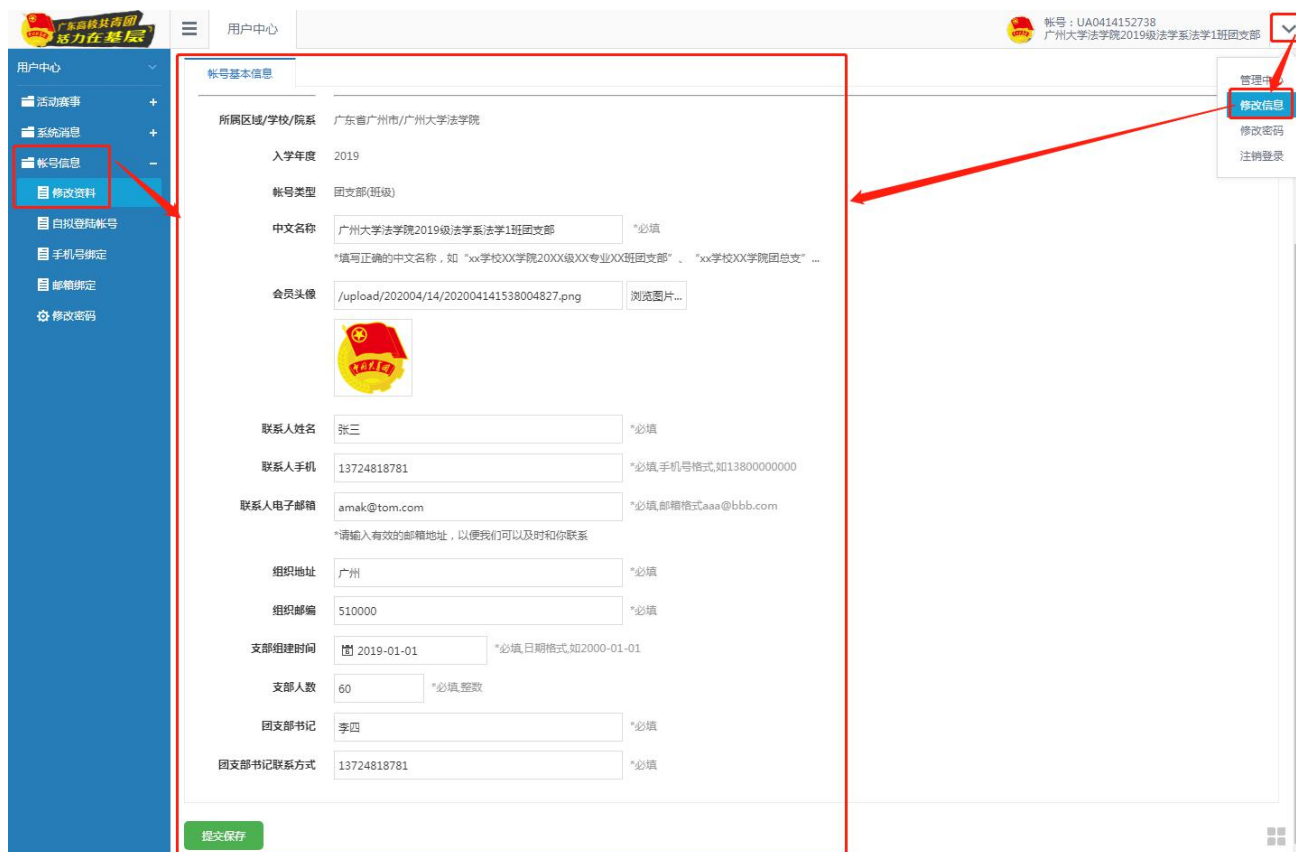 广东高校共青团
活力在基层
用户中心
帐号：UA0414152738
广州大学法学院2019级法学系法学1班团支部
用户中心
活动赛事 +
系统消息 +
帐号信息 −
修改资料
自拟登陆帐号
手机号绑定
邮箱绑定
修改密码
管理中心
修改信息
修改密码
注销登录
帐号基本信息
所属区域/学校/院系 广东省广州市/广州大学法学院
入学年度 2019
帐号类型 团支部(班级)
中文名称 广州大学法学院2019级法学系法学1班团支部 *必填
*填写正确的中文名称，如“xx学校XX学院20XX级XX专业XX班团支部”、“xx学校XX学院团总支”...
会员头像 /upload/202004/14/202004141538004827.png 浏览图片...
中国共青团
联系人姓名 张三 *必填
联系人手机 13724818781 *必填,手机号格式,如13800000000
联系人电子邮箱 amak@tom.com *必填,邮箱格式aaa@bbb.com
*请输入有效的邮箱地址，以便我们可以及时和你联系
组织地址 广州 *必填
组织邮编 510000 *必填
支部组建时间 2019-01-01 *必填,日期格式,如2000-01-01
支部人数 60 *必填,整数
团支部书记 李四 *必填
团支部书记联系方式 13724818781 *必填
提交保存